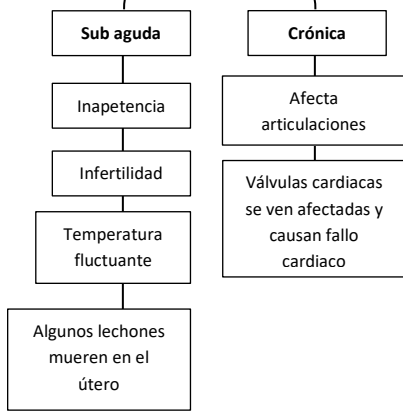 Sub aguda
Inapetencia
Infertilidad
Temperatura
fluctuante
Algunos lechones
mueren en el
útero
Crónica
Afecta
articulaciones
Válvulas cardiacas
se ven afectadas y
causan fallo
cardiaco